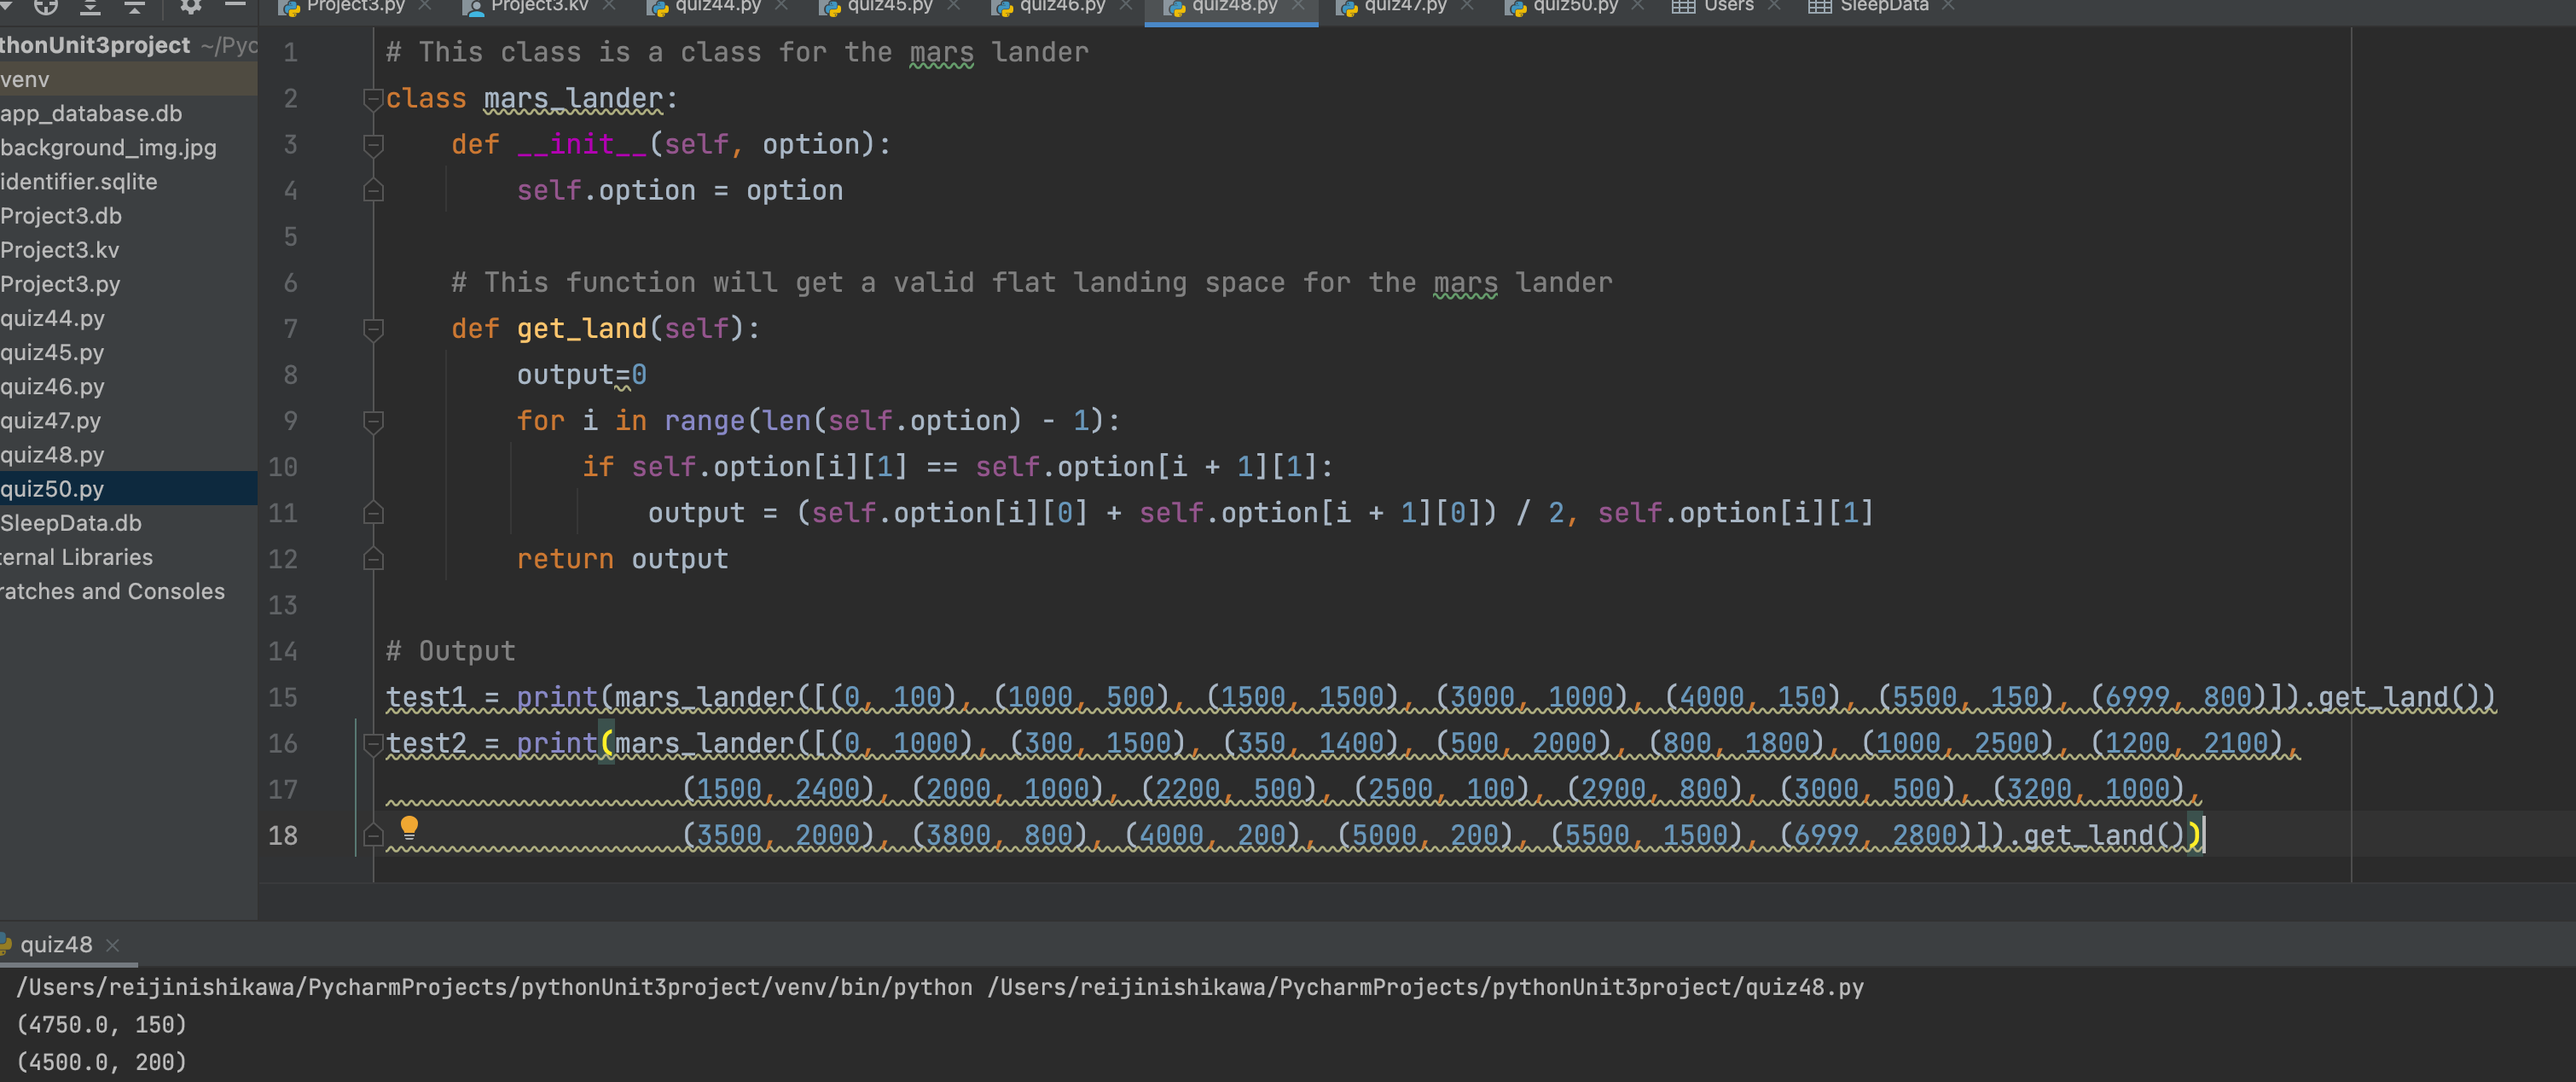 Project3.py Project3.kv quiz44.py quiz45.py quiz46.py quiz48.py quiz47.py quiz50.py Users SleepData
thonUnit3project ~/Pyc
venv
app_database.db
background_img.jpg
identifier.sqlite
Project3.db
Project3.kv
Project3.py
quiz44.py
quiz45.py
quiz46.py
quiz47.py
quiz48.py
quiz50.py
SleepData.db
ternal Libraries
ratches and Consoles
1 # This class is a class for the mars lander
2 class mars_lander:
3     def __init__(self, option):
4         self.option = option
5
6     # This function will get a valid flat landing space for the mars lander
7     def get_land(self):
8         output=0
9         for i in range(len(self.option) - 1):
10             if self.option[i][1] == self.option[i + 1][1]:
11                 output = (self.option[i][0] + self.option[i + 1][0]) / 2, self.option[i][1]
12         return output
13
14 # Output
15 test1 = print(mars_lander([(0, 100), (1000, 500), (1500, 1500), (3000, 1000), (4000, 150), (5500, 150), (6999, 800)]).get_land())
16 test2 = print(mars_lander([(0, 1000), (300, 1500), (350, 1400), (500, 2000), (800, 1800), (1000, 2500), (1200, 2100),
17                   (1500, 2400), (2000, 1000), (2200, 500), (2500, 100), (2900, 800), (3000, 500), (3200, 1000),
18                   (3500, 2000), (3800, 800), (4000, 200), (5000, 200), (5500, 1500), (6999, 2800)]).get_land())
quiz48
/Users/reijinishikawa/PycharmProjects/pythonUnit3project/venv/bin/python /Users/reijinishikawa/PycharmProjects/pythonUnit3project/quiz48.py
(4750.0, 150)
(4500.0, 200)